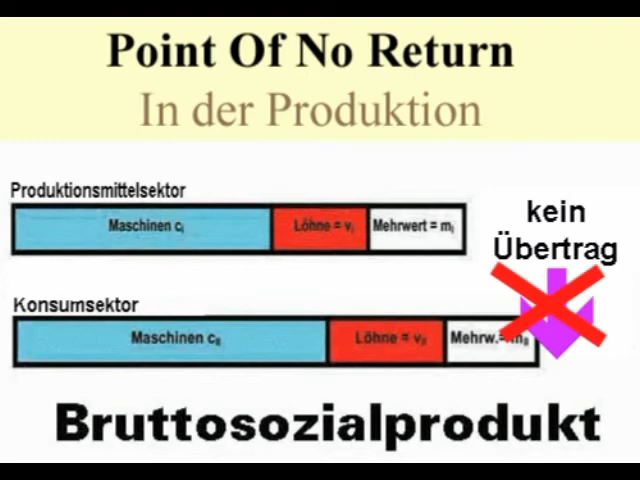 Point Of No Return
In der Produktion
Produktionsmittelsektor
Maschinen cI
Löhne = vI
Mehrwert = mI
kein
Übertrag
Konsumsektor
Maschinen cII
Löhne = vII
Mehrw.= mII
Bruttosozialprodukt